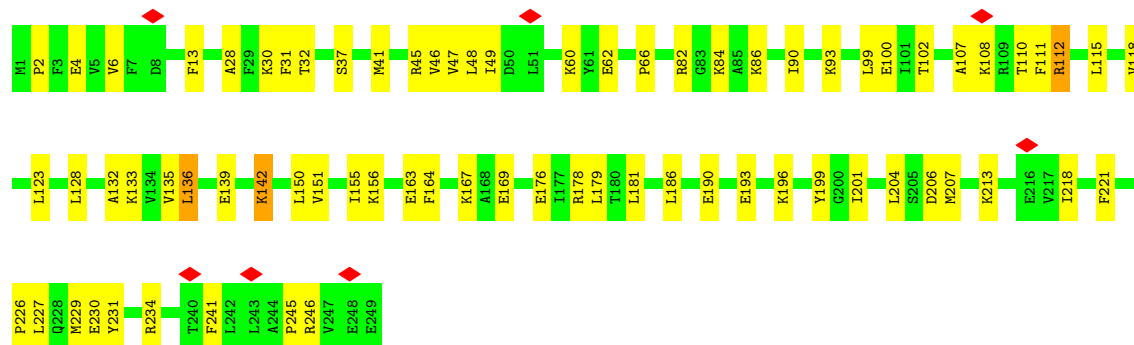 M1 P2 F3 E4 V5 V6 F7 D8 F13 A28 F29 K30 F31 T32 S37 M41 R45 V46 V47 L48 I49 D50 L51 K60 Y61 E62 P66 R82 G83 K84 A85 K86 I90 K93 L99 E100 I101 T102 A107 K108 R109 T110 F111 R112 L115 V118
L123 L128 A132 K133 V134 V135 L136 E139 K142 L150 V151 I155 K156 E163 F164 K167 A168 E169 E176 I177 R178 L179 T180 L181 L186 E190 E193 K196 Y199 G200 I201 L204 S205 D206 M207 K213 E216 V217 I218 F221
P226 L227 Q228 M229 E230 Y231 R234 T240 F241 L242 L243 A244 P245 R246 V247 E248 E249